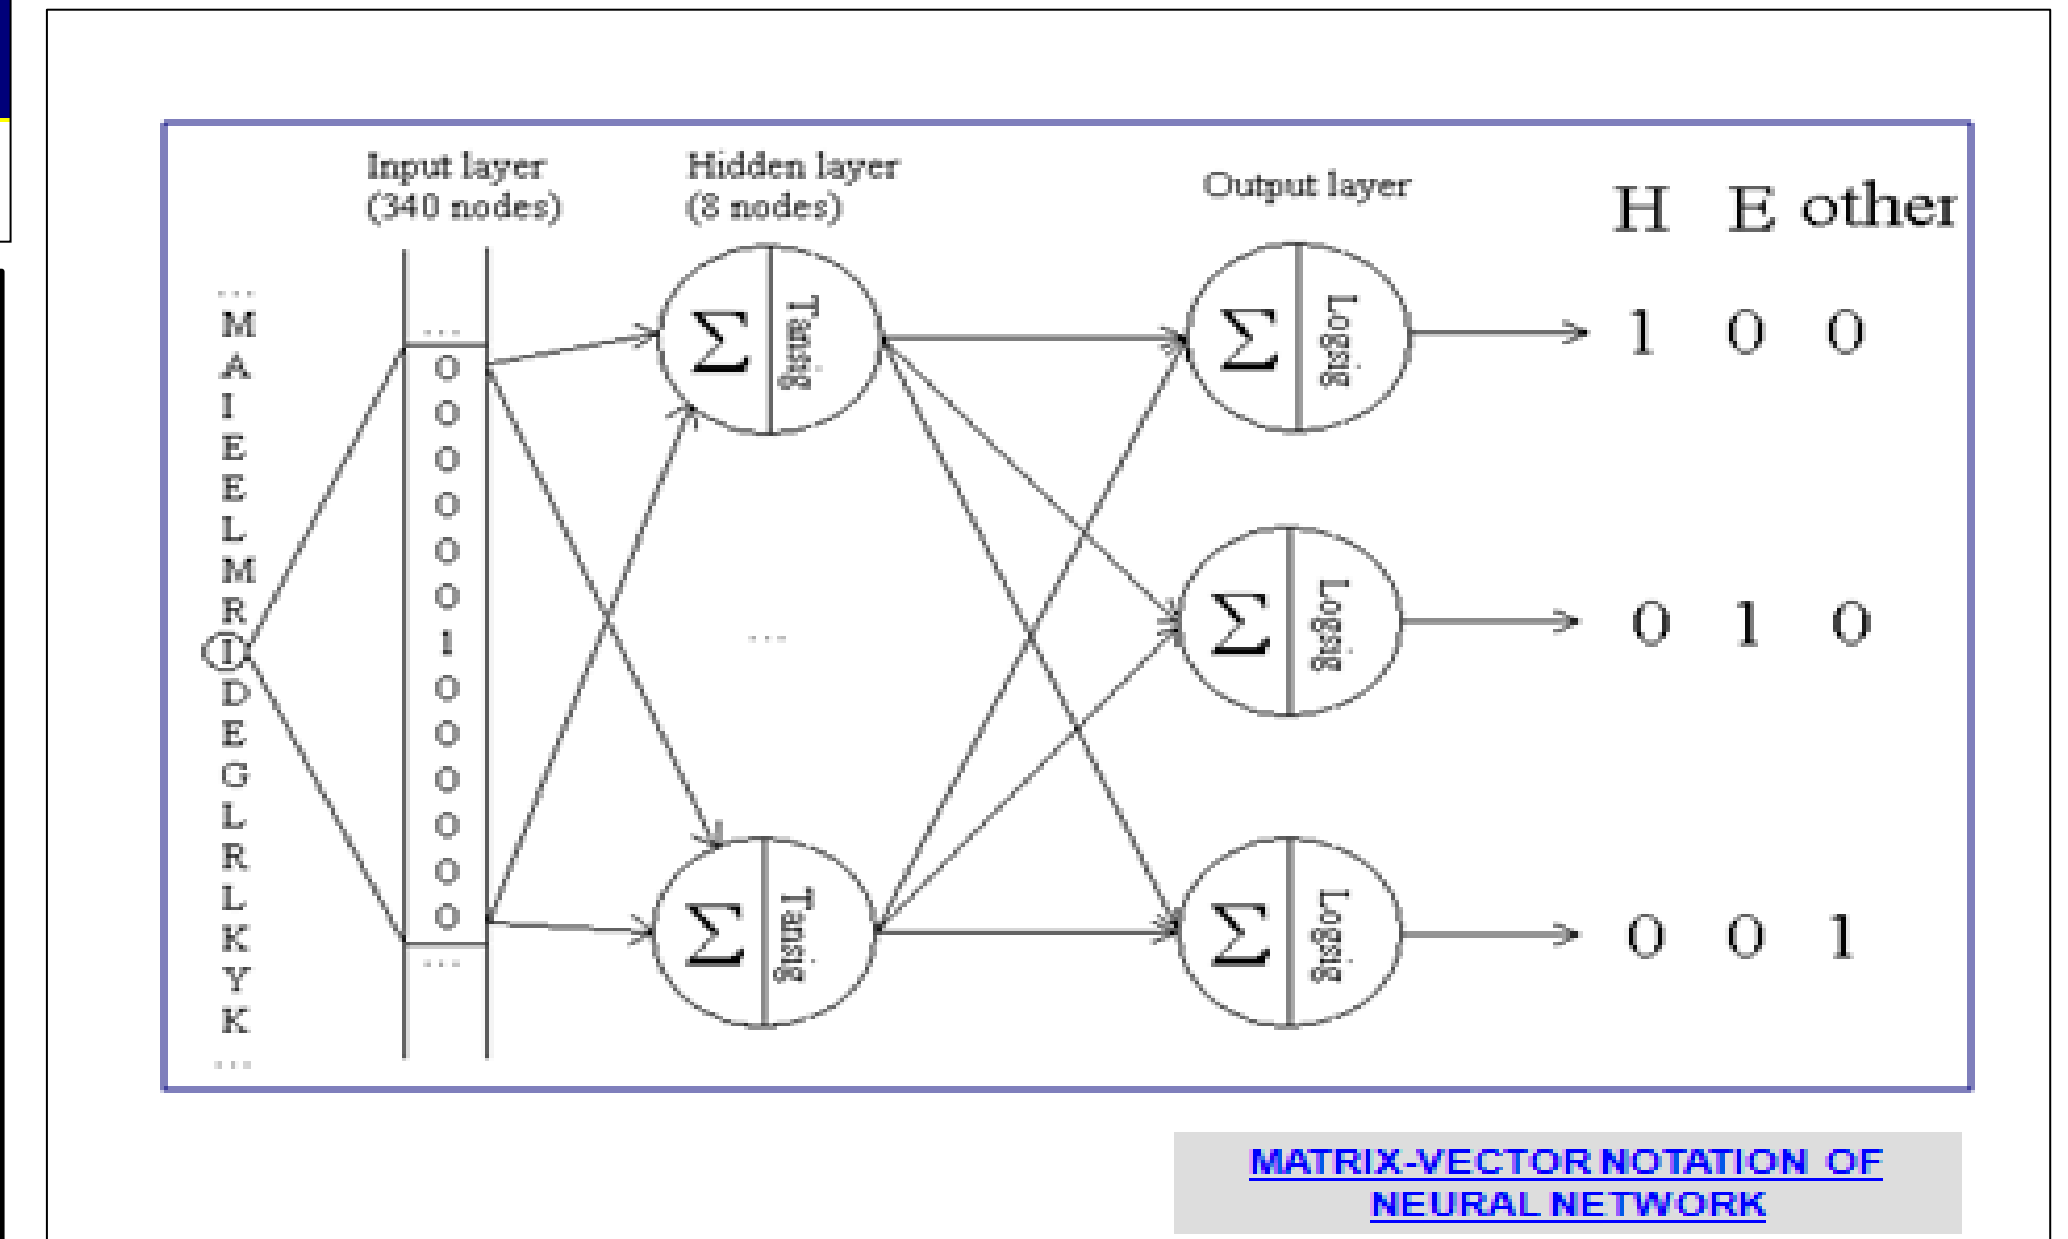 Input layer
(340 nodes)
Hidden layer
(8 nodes)
Output layer
H E other
...
M
A
I
E
E
L
M
R
I
D
E
G
L
R
L
K
Y
K
...
...
0
0
0
0
0
0
1
0
0
0
0
0
0
...
Σ Tansig
...
Σ Tansig
Σ Logsig
Σ Logsig
Σ Logsig
1 0 0
0 1 0
0 0 1
MATRIX-VECTOR NOTATION OF
NEURAL NETWORK